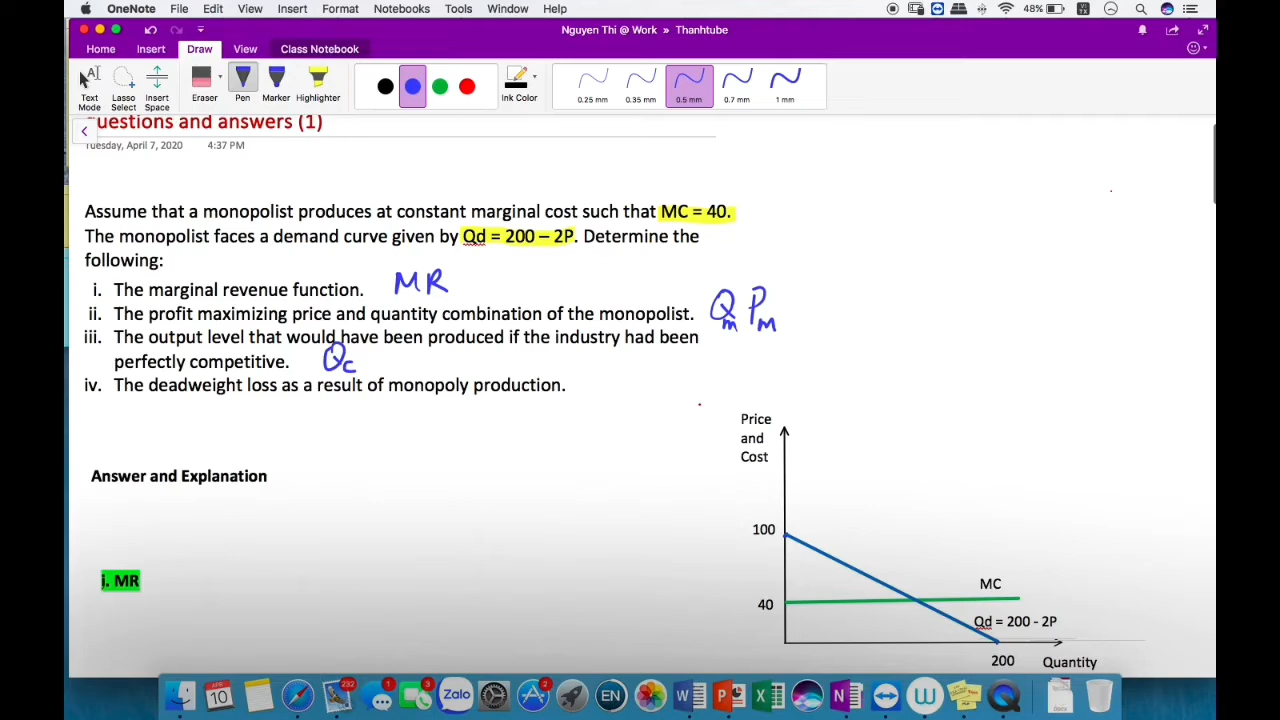 OneNote File Edit View Insert Format Notebooks Tools Window Help 48%
Nguyen Thi @ Work » Thanhtube
Home Insert Draw View Class Notebook
Text Mode Lasso Select Insert Space Eraser Pen Marker Highlighter Ink Color 0.25 mm 0.35 mm 0.5 mm 0.7 mm 1 mm
uestions and answers (1)
Tuesday, April 7, 2020 4:37 PM
Assume that a monopolist produces at constant marginal cost such that MC = 40.
The monopolist faces a demand curve given by Qd = 200 – 2P. Determine the
following:
i. The marginal revenue function. MR
ii. The profit maximizing price and quantity combination of the monopolist. Qm Pm
iii. The output level that would have been produced if the industry had been
perfectly competitive. Qc
iv. The deadweight loss as a result of monopoly production.
Price
and
Cost
Answer and Explanation
100
i. MR
MC
40
Qd = 200 - 2P
200 Quantity
APR 10 232 1 3 Zalo 2 EN W